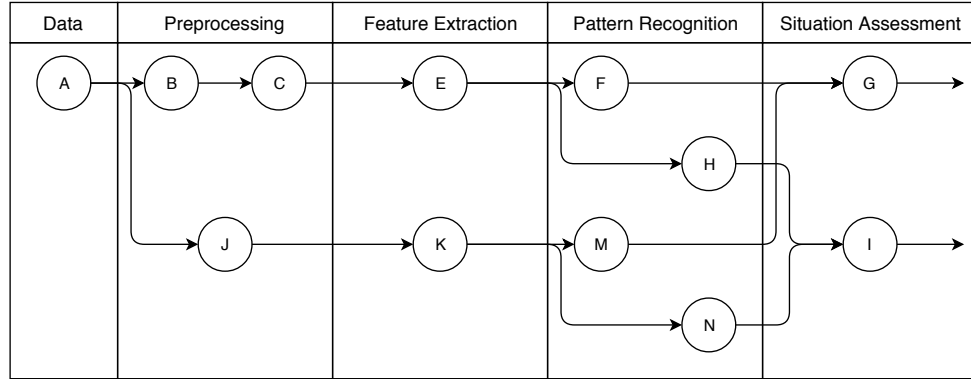 Data Preprocessing Feature Extraction Pattern Recognition Situation Assessment
A B C E F G
H
J K M I
N